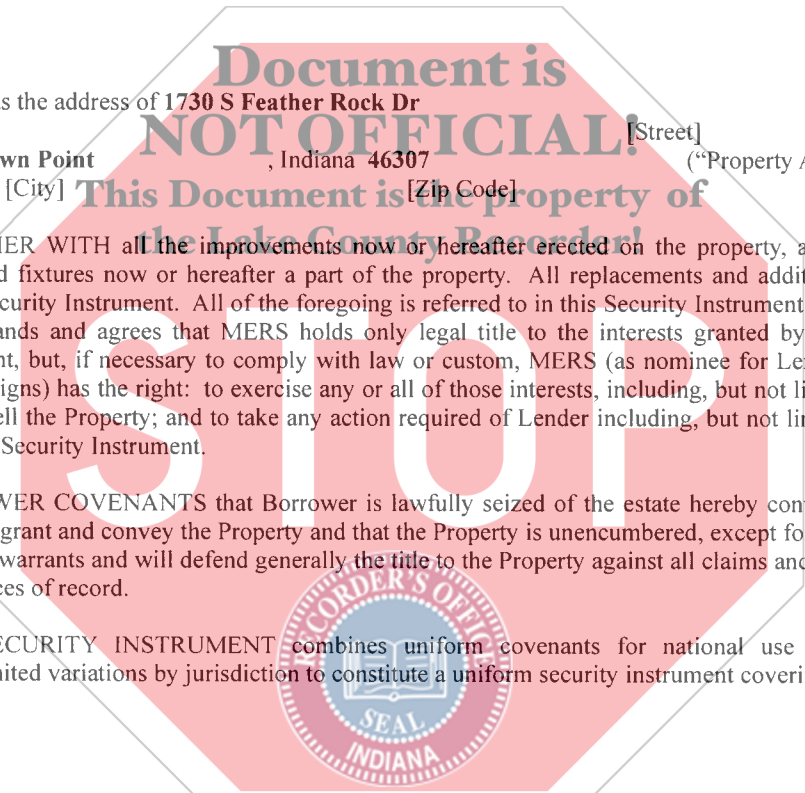 Document is
s the address of 1730 S Feather Rock Dr
NOT OFFICIAL!
[Street]
wn Point , Indiana 46307 ("Property A
[City] [Zip Code]
This Document is the property of
the Lake County Recorder!
ER WITH all the improvements now or hereafter erected on the property, a
d fixtures now or hereafter a part of the property. All replacements and addit
curity Instrument. All of the foregoing is referred to in this Security Instrument
ands and agrees that MERS holds only legal title to the interests granted by
nt, but, if necessary to comply with law or custom, MERS (as nominee for Le
igns) has the right: to exercise any or all of those interests, including, but not li
ell the Property; and to take any action required of Lender including, but not lin
Security Instrument.
STOP
WER COVENANTS that Borrower is lawfully seized of the estate hereby con
grant and convey the Property and that the Property is unencumbered, except fo
warrants and will defend generally the title to the Property against all claims and
ces of record.
ECURITY INSTRUMENT combines uniform covenants for national use
ited variations by jurisdiction to constitute a uniform security instrument coveri
RECORDER'S OFFICE
SEAL
INDIANA